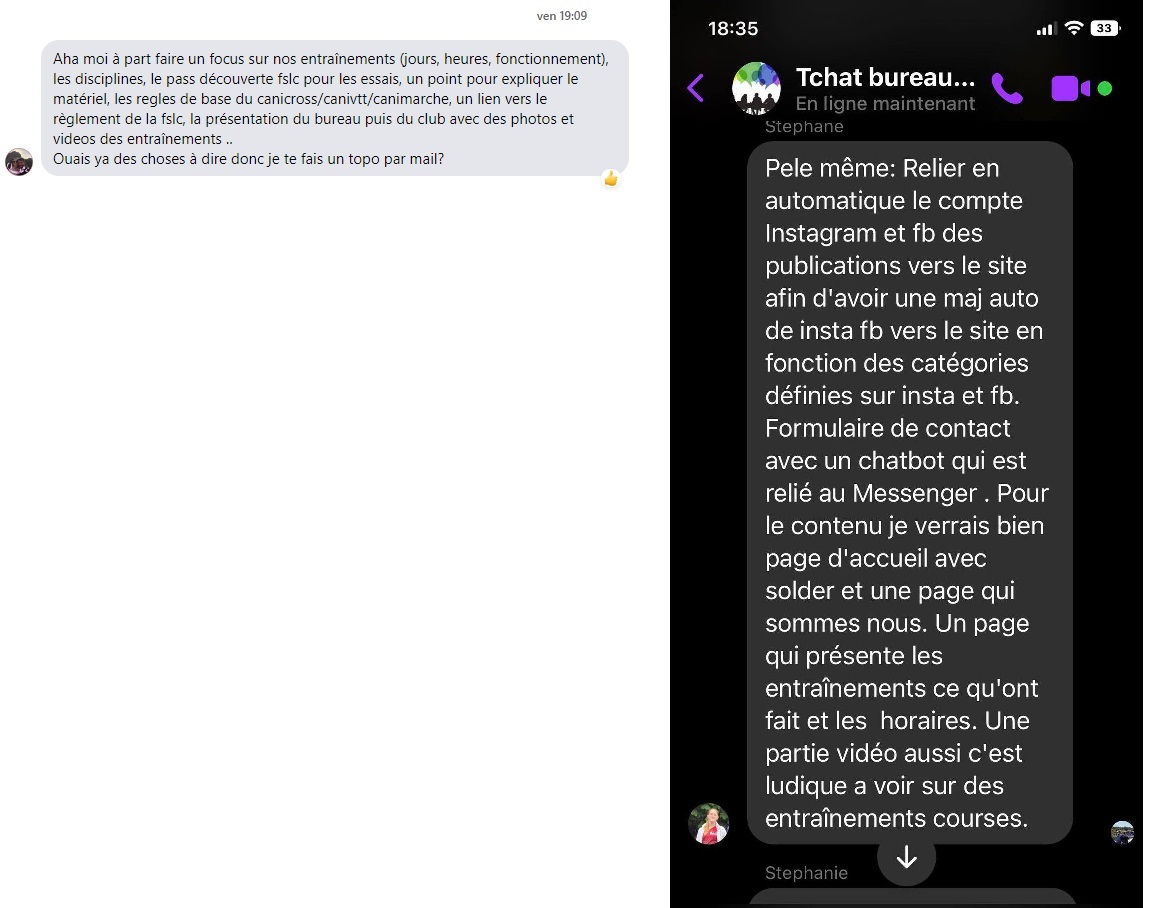 ven 19:09
Aha moi à part faire un focus sur nos entraînements (jours, heures, fonctionnement),
les disciplines, le pass découverte fslc pour les essais, un point pour expliquer le
matériel, les regles de base du canicross/canivtt/canimarche, un lien vers le
règlement de la fslc, la présentation du bureau puis du club avec des photos et
videos des entraînements ..
Ouais ya des choses à dire donc je te fais un topo par mail?
18:35
33
Tchat bureau...
En ligne maintenant
Stephane
Pele même: Relier en
automatique le compte
Instagram et fb des
publications vers le site
afin d'avoir une maj auto
de insta fb vers le site en
fonction des catégories
définies sur insta et fb.
Formulaire de contact
avec un chatbot qui est
relié au Messenger . Pour
le contenu je verrais bien
page d'accueil avec
solder et une page qui
sommes nous. Un page
qui présente les
entraînements ce qu'ont
fait et les  horaires. Une
partie vidéo aussi c'est
ludique a voir sur des
entraînements courses.
Stephanie